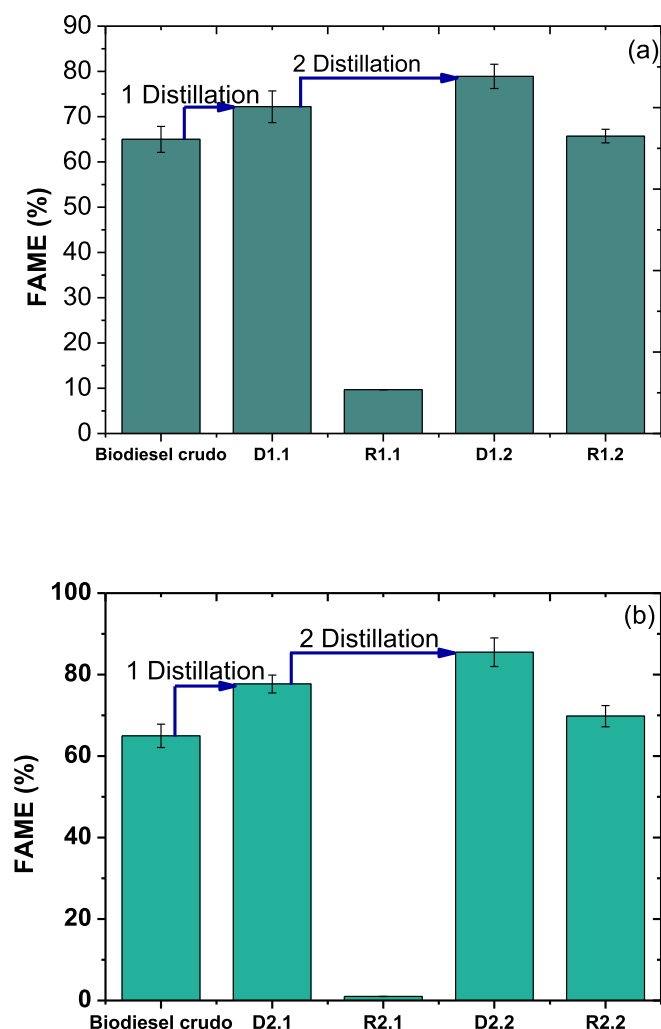 90
(a)
80
2 Distillation
1 Distillation
70
60
50
FAME (%)
40
30
20
10
0
Biodiesel crudo D1.1 R1.1 D1.2 R1.2
100
(b)
2 Distillation
80
1 Distillation
60
FAME (%)
40
20
0
Biodiesel crudo D2.1 R2.1 D2.2 R2.2